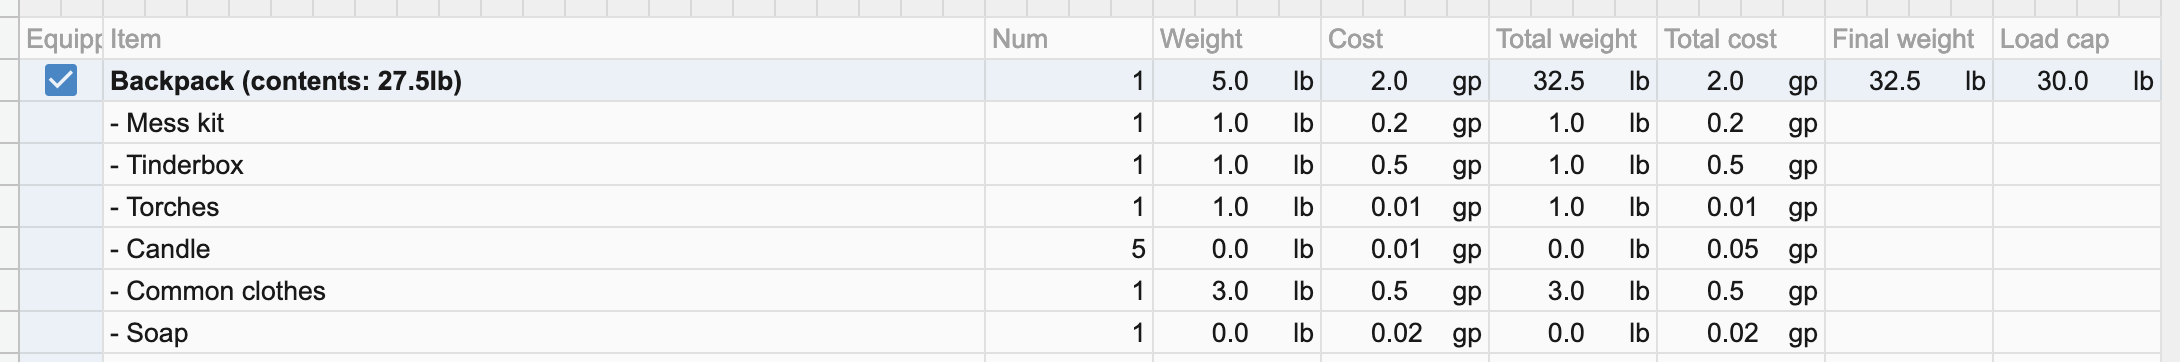 Equipp Item Num Weight Cost Total weight Total cost Final weight Load cap
Backpack (contents: 27.5lb) 1 5.0 lb 2.0 gp 32.5 lb 2.0 gp 32.5 lb 30.0 lb
- Mess kit 1 1.0 lb 0.2 gp 1.0 lb 0.2 gp
- Tinderbox 1 1.0 lb 0.5 gp 1.0 lb 0.5 gp
- Torches 1 1.0 lb 0.01 gp 1.0 lb 0.01 gp
- Candle 5 0.0 lb 0.01 gp 0.0 lb 0.05 gp
- Common clothes 1 3.0 lb 0.5 gp 3.0 lb 0.5 gp
- Soap 1 0.0 lb 0.02 gp 0.0 lb 0.02 gp